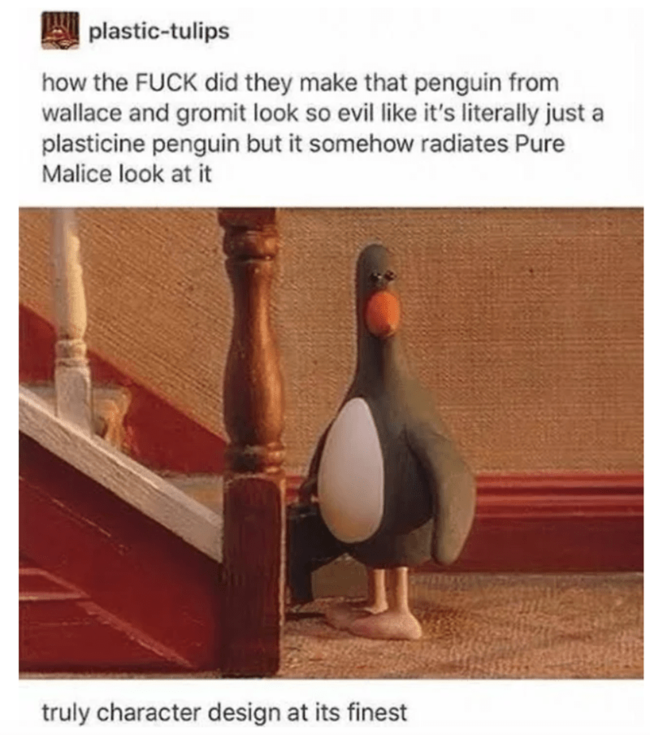 plastic-tulips
how the FUCK did they make that penguin from
wallace and gromit look so evil like it's literally just a
plasticine penguin but it somehow radiates Pure
Malice look at it
truly character design at its finest